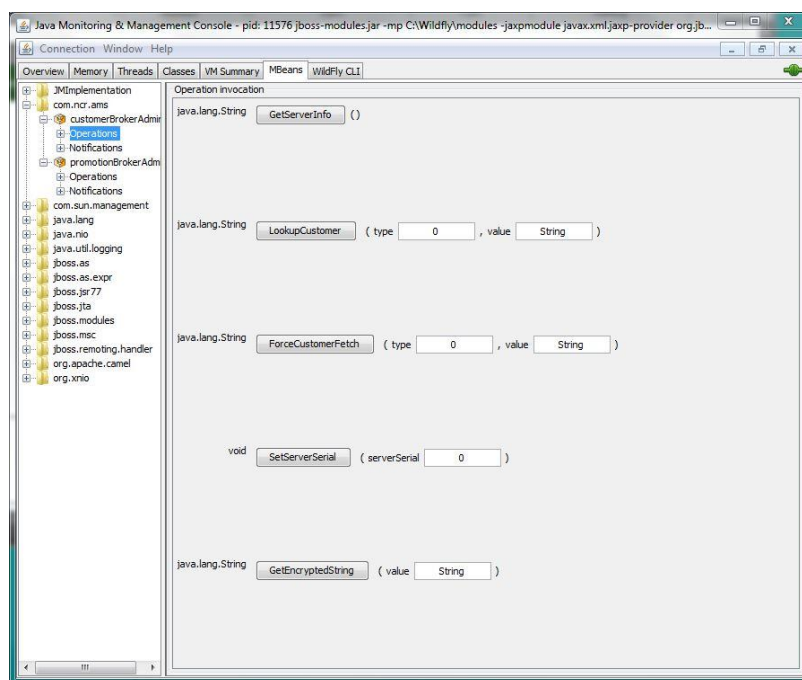 Java Monitoring & Management Console - pid: 11576 jboss-modules.jar -mp C:\Wildfly\modules -jaxpmodule javax.xml.jaxp-provider org.jb...
Connection Window Help
Overview Memory Threads Classes VM Summary MBeans WildFly CLI
JMImplementation
com.ncr.ams
customerBrokerAdmir
Operations
Notifications
promotionBrokerAdm
Operations
Notifications
com.sun.management
java.lang
java.nio
java.util.logging
jboss.as
jboss.as.expr
jboss.jsr77
jboss.jta
jboss.modules
jboss.msc
jboss.remoting.handler
org.apache.camel
org.xnio
Operation invocation
java.lang.String GetServerInfo ()
java.lang.String LookupCustomer ( type 0 , value String )
java.lang.String ForceCustomerFetch ( type 0 , value String )
void SetServerSerial ( serverSerial 0 )
java.lang.String GetEncryptedString ( value String )